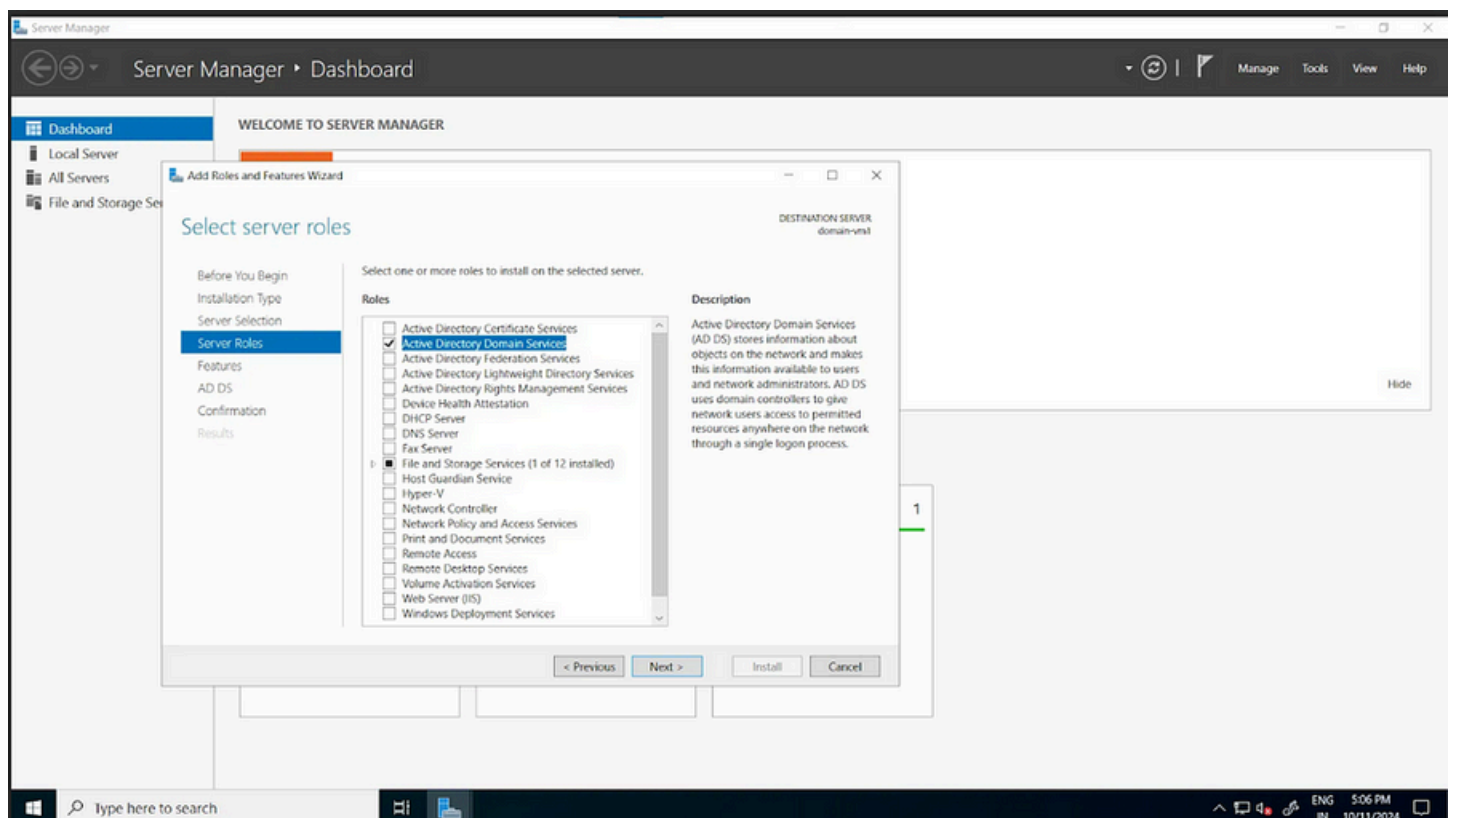 Server Manager
Server Manager • Dashboard
Manage Tools View Help
Dashboard
Local Server
All Servers
File and Storage Ser
WELCOME TO SERVER MANAGER
Add Roles and Features Wizard
Select server roles
DESTINATION SERVER
domain-vm1
Before You Begin
Installation Type
Server Selection
Server Roles
Features
AD DS
Confirmation
Results
Select one or more roles to install on the selected server.
Roles
Active Directory Certificate Services
Active Directory Domain Services
Active Directory Federation Services
Active Directory Lightweight Directory Services
Active Directory Rights Management Services
Device Health Attestation
DHCP Server
DNS Server
Fax Server
File and Storage Services (1 of 12 installed)
Host Guardian Service
Hyper-V
Network Controller
Network Policy and Access Services
Print and Document Services
Remote Access
Remote Desktop Services
Volume Activation Services
Web Server (IIS)
Windows Deployment Services
Description
Active Directory Domain Services
(AD DS) stores information about
objects on the network and makes
this information available to users
and network administrators. AD DS
uses domain controllers to give
network users access to permitted
resources anywhere on the network
through a single logon process.
Hide
1
< Previous
Next >
Install
Cancel
Type here to search
ENG
IN
5:06 PM
10/11/2024